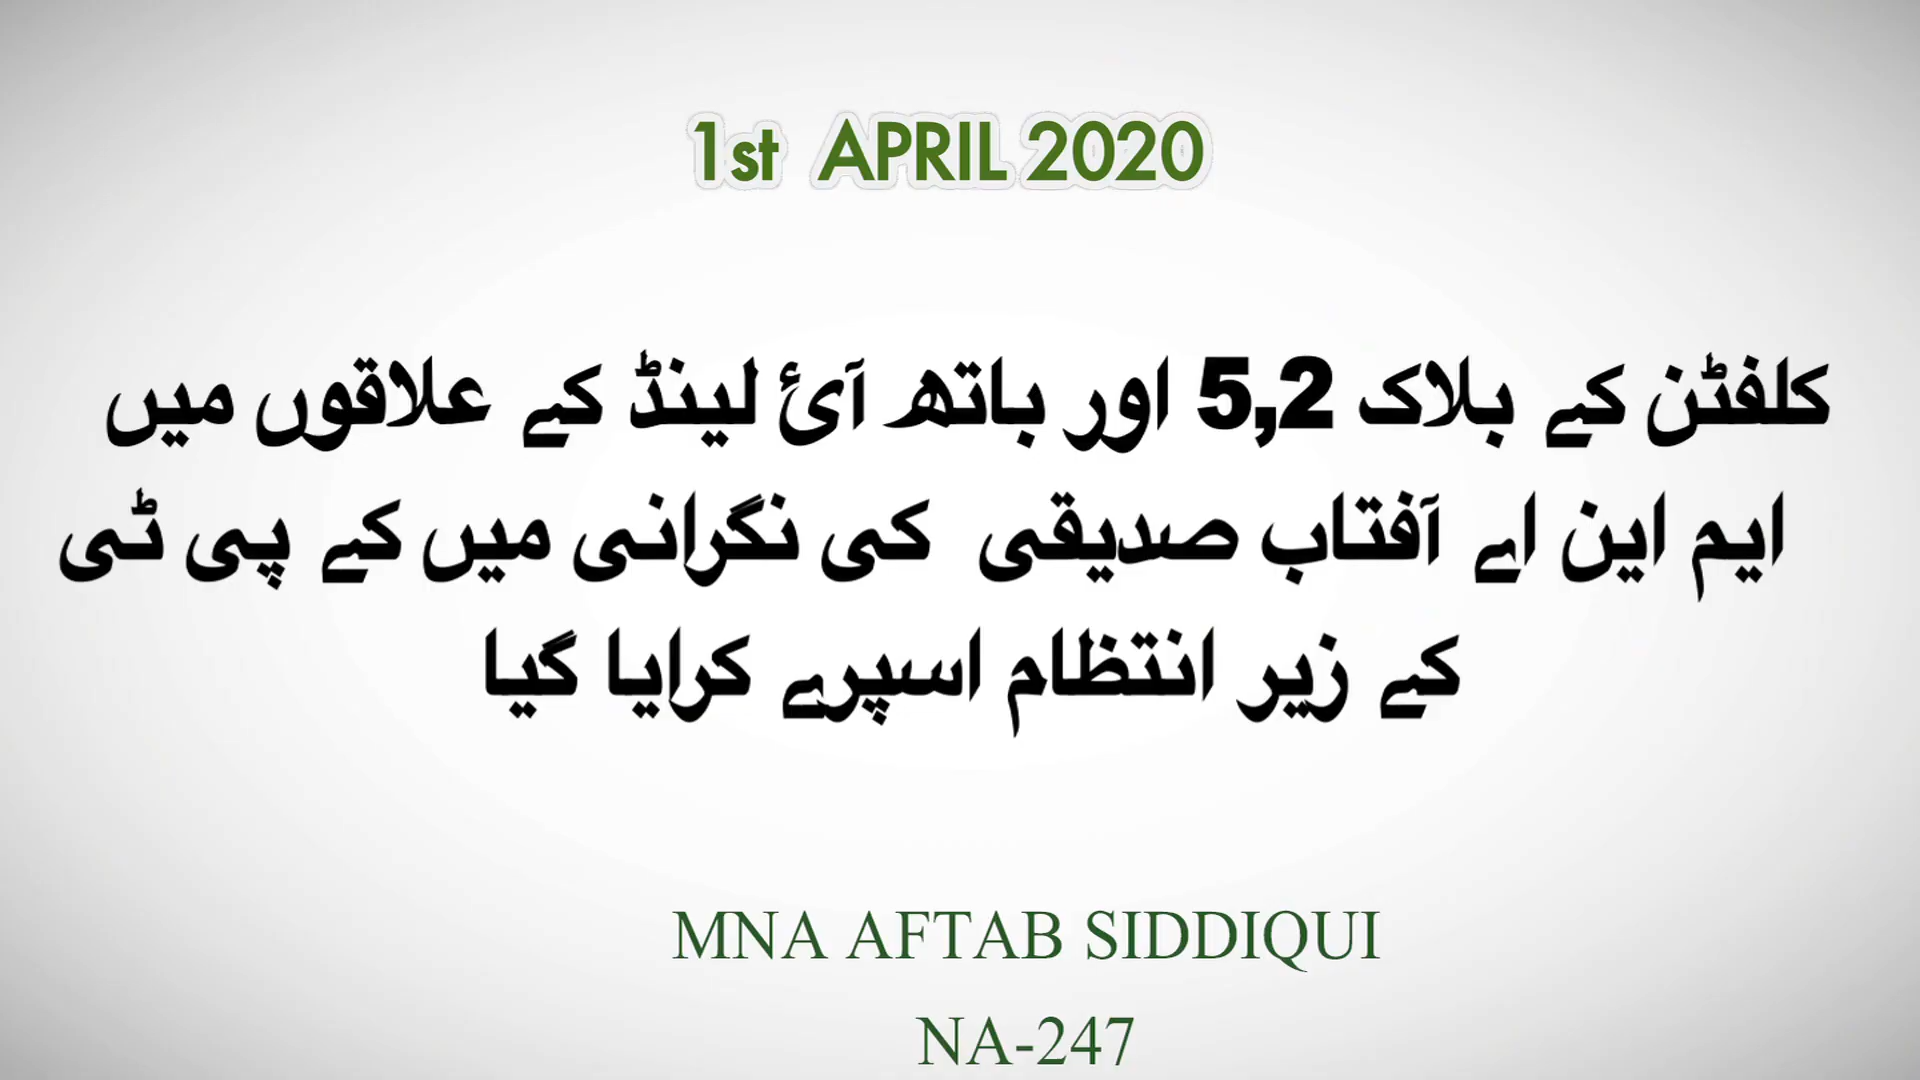 1st APRIL 2020
کلفٹن کے بلاک 5,2 اور باتھ آئ لینڈ کے علاقوں میں
ایم این اے آفتاب صدیقی کی نگرانی میں کے پی ٹی
کے زیر انتظام اسپرے کرایا گیا
MNA AFTAB SIDDIQUI
NA-247